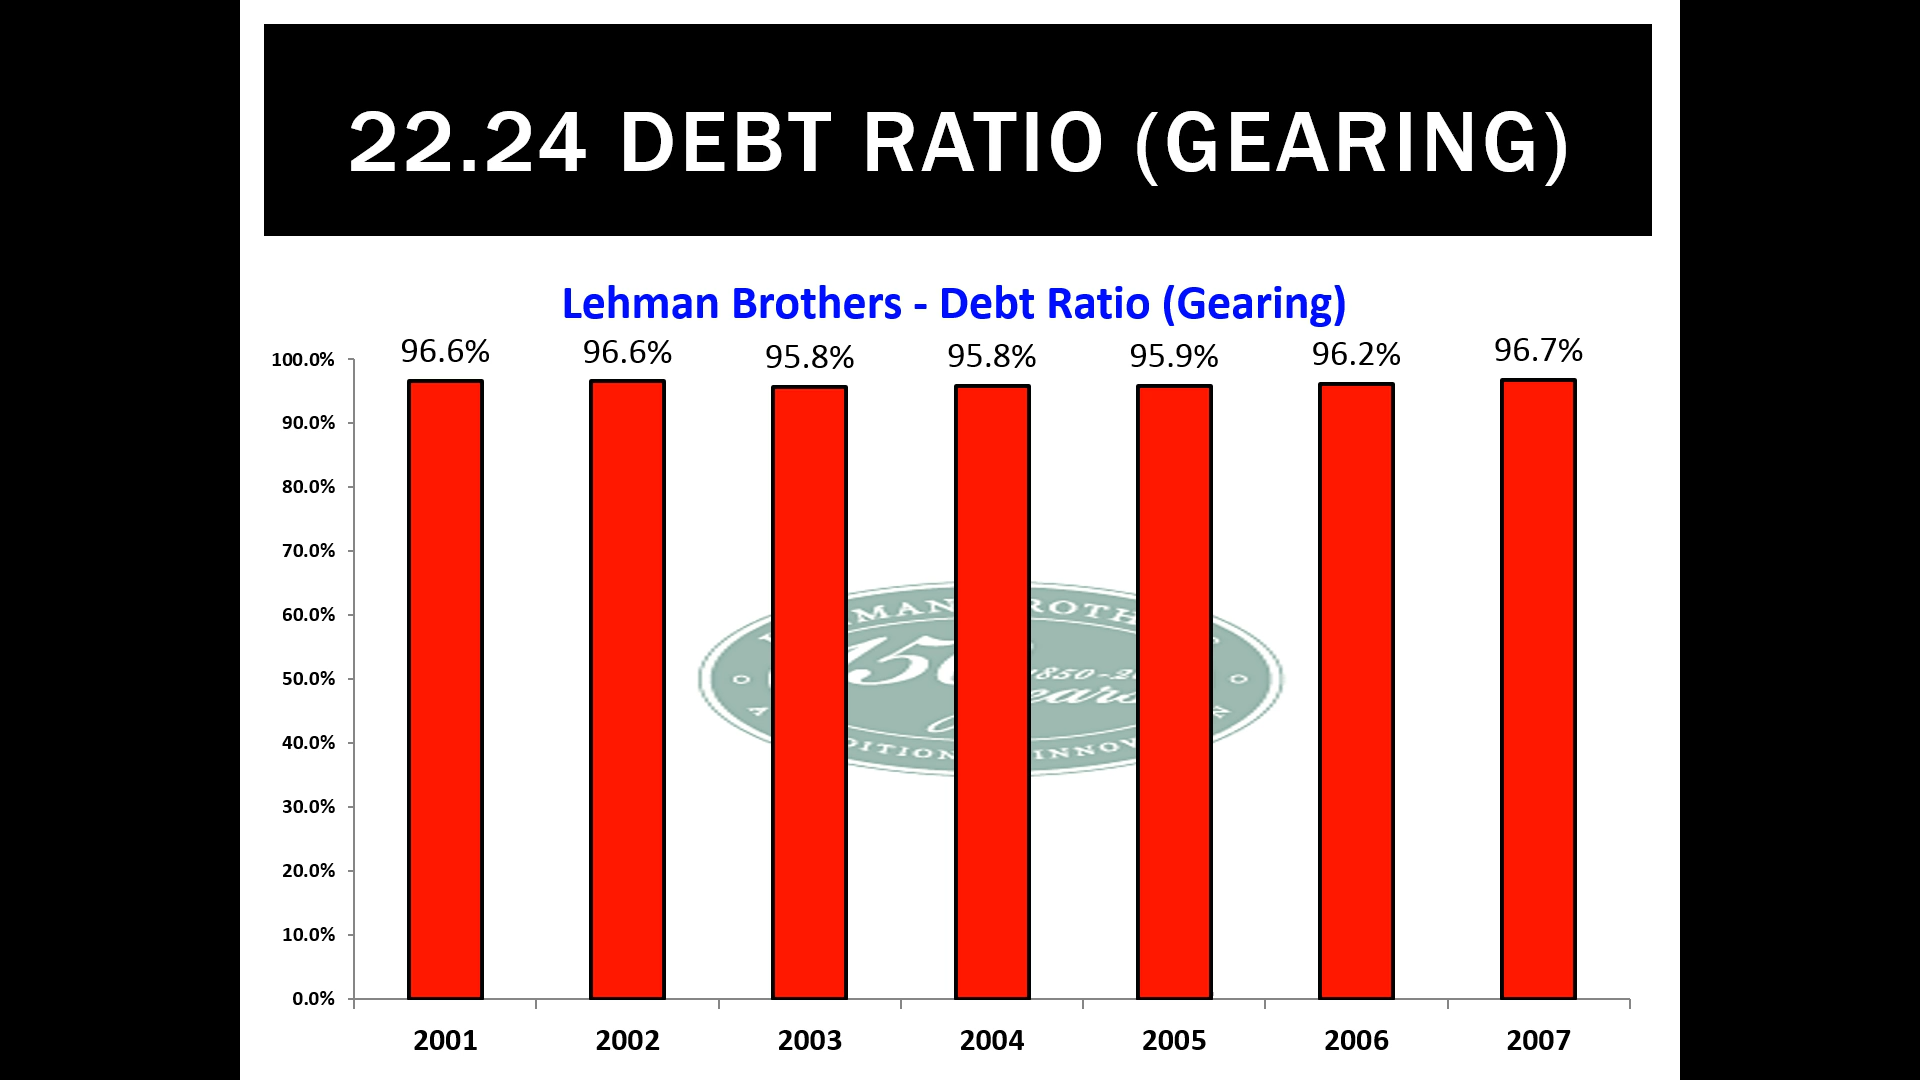 22.24 DEBT RATIO (GEARING)
Lehman Brothers - Debt Ratio (Gearing)
96.6% 96.6% 95.8% 95.8% 95.9% 96.2% 96.7%
100.0%
90.0%
80.0%
70.0%
60.0%
50.0%
40.0%
30.0%
20.0%
10.0%
0.0%
2001 2002 2003 2004 2005 2006 2007